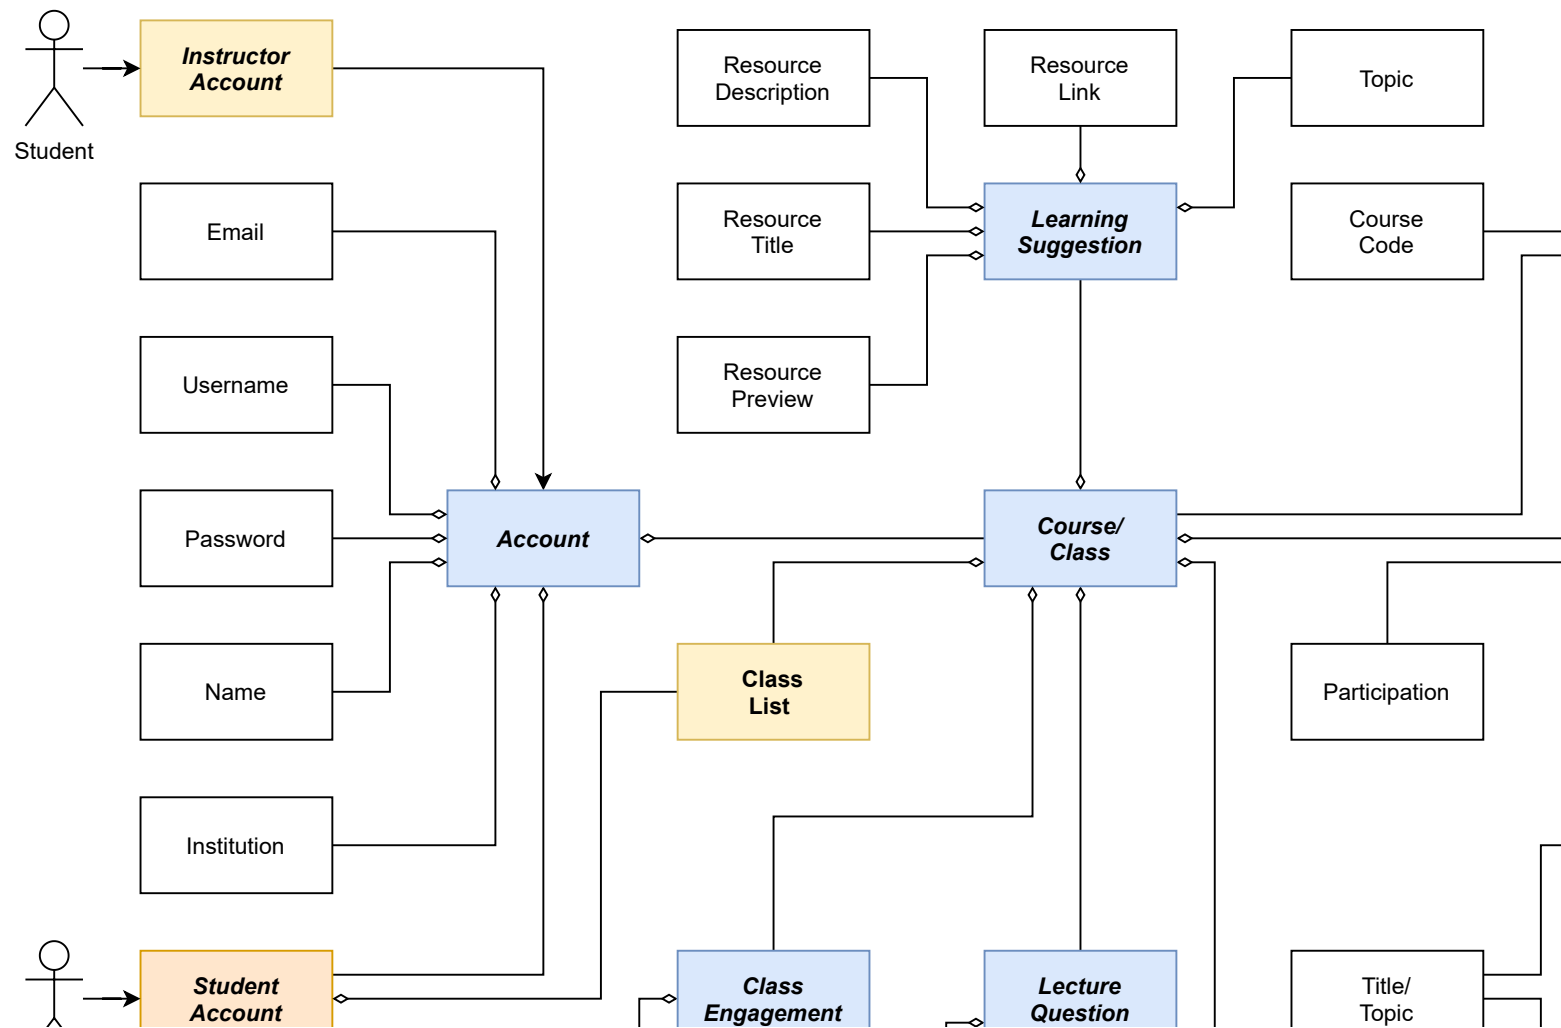 Instructor
Account
Student
Resource
Description
Resource
Link
Topic
Email
Resource
Title
Learning
Suggestion
Course
Code
Username
Resource
Preview
Password
Account
Course/
Class
Name
Class
List
Participation
Institution
Student
Account
Class
Engagement
Lecture
Question
Title/
Topic